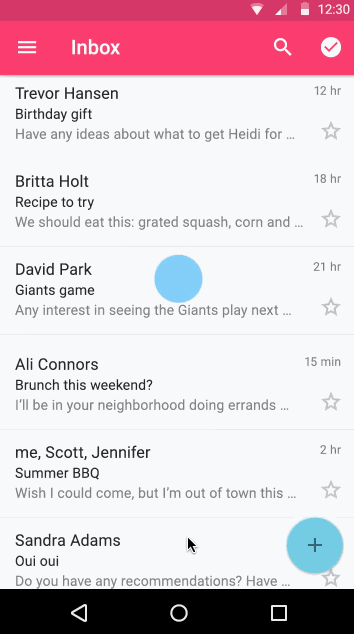 12:30
Inbox
Trevor Hansen 12 hr
Birthday gift
Have any ideas about what to get Heidi for ...
Britta Holt 18 hr
Recipe to try
We should eat this: grated squash, corn and ...
David Park 21 hr
Giants game
Any interest in seeing the Giants play next ...
Ali Connors 15 min
Brunch this weekend?
I'll be in your neighborhood doing errands ...
me, Scott, Jennifer 2 hr
Summer BBQ
Wish I could come, but I'm out of town this ...
Sandra Adams
Oui oui
Do you have any recommendations? Have ...